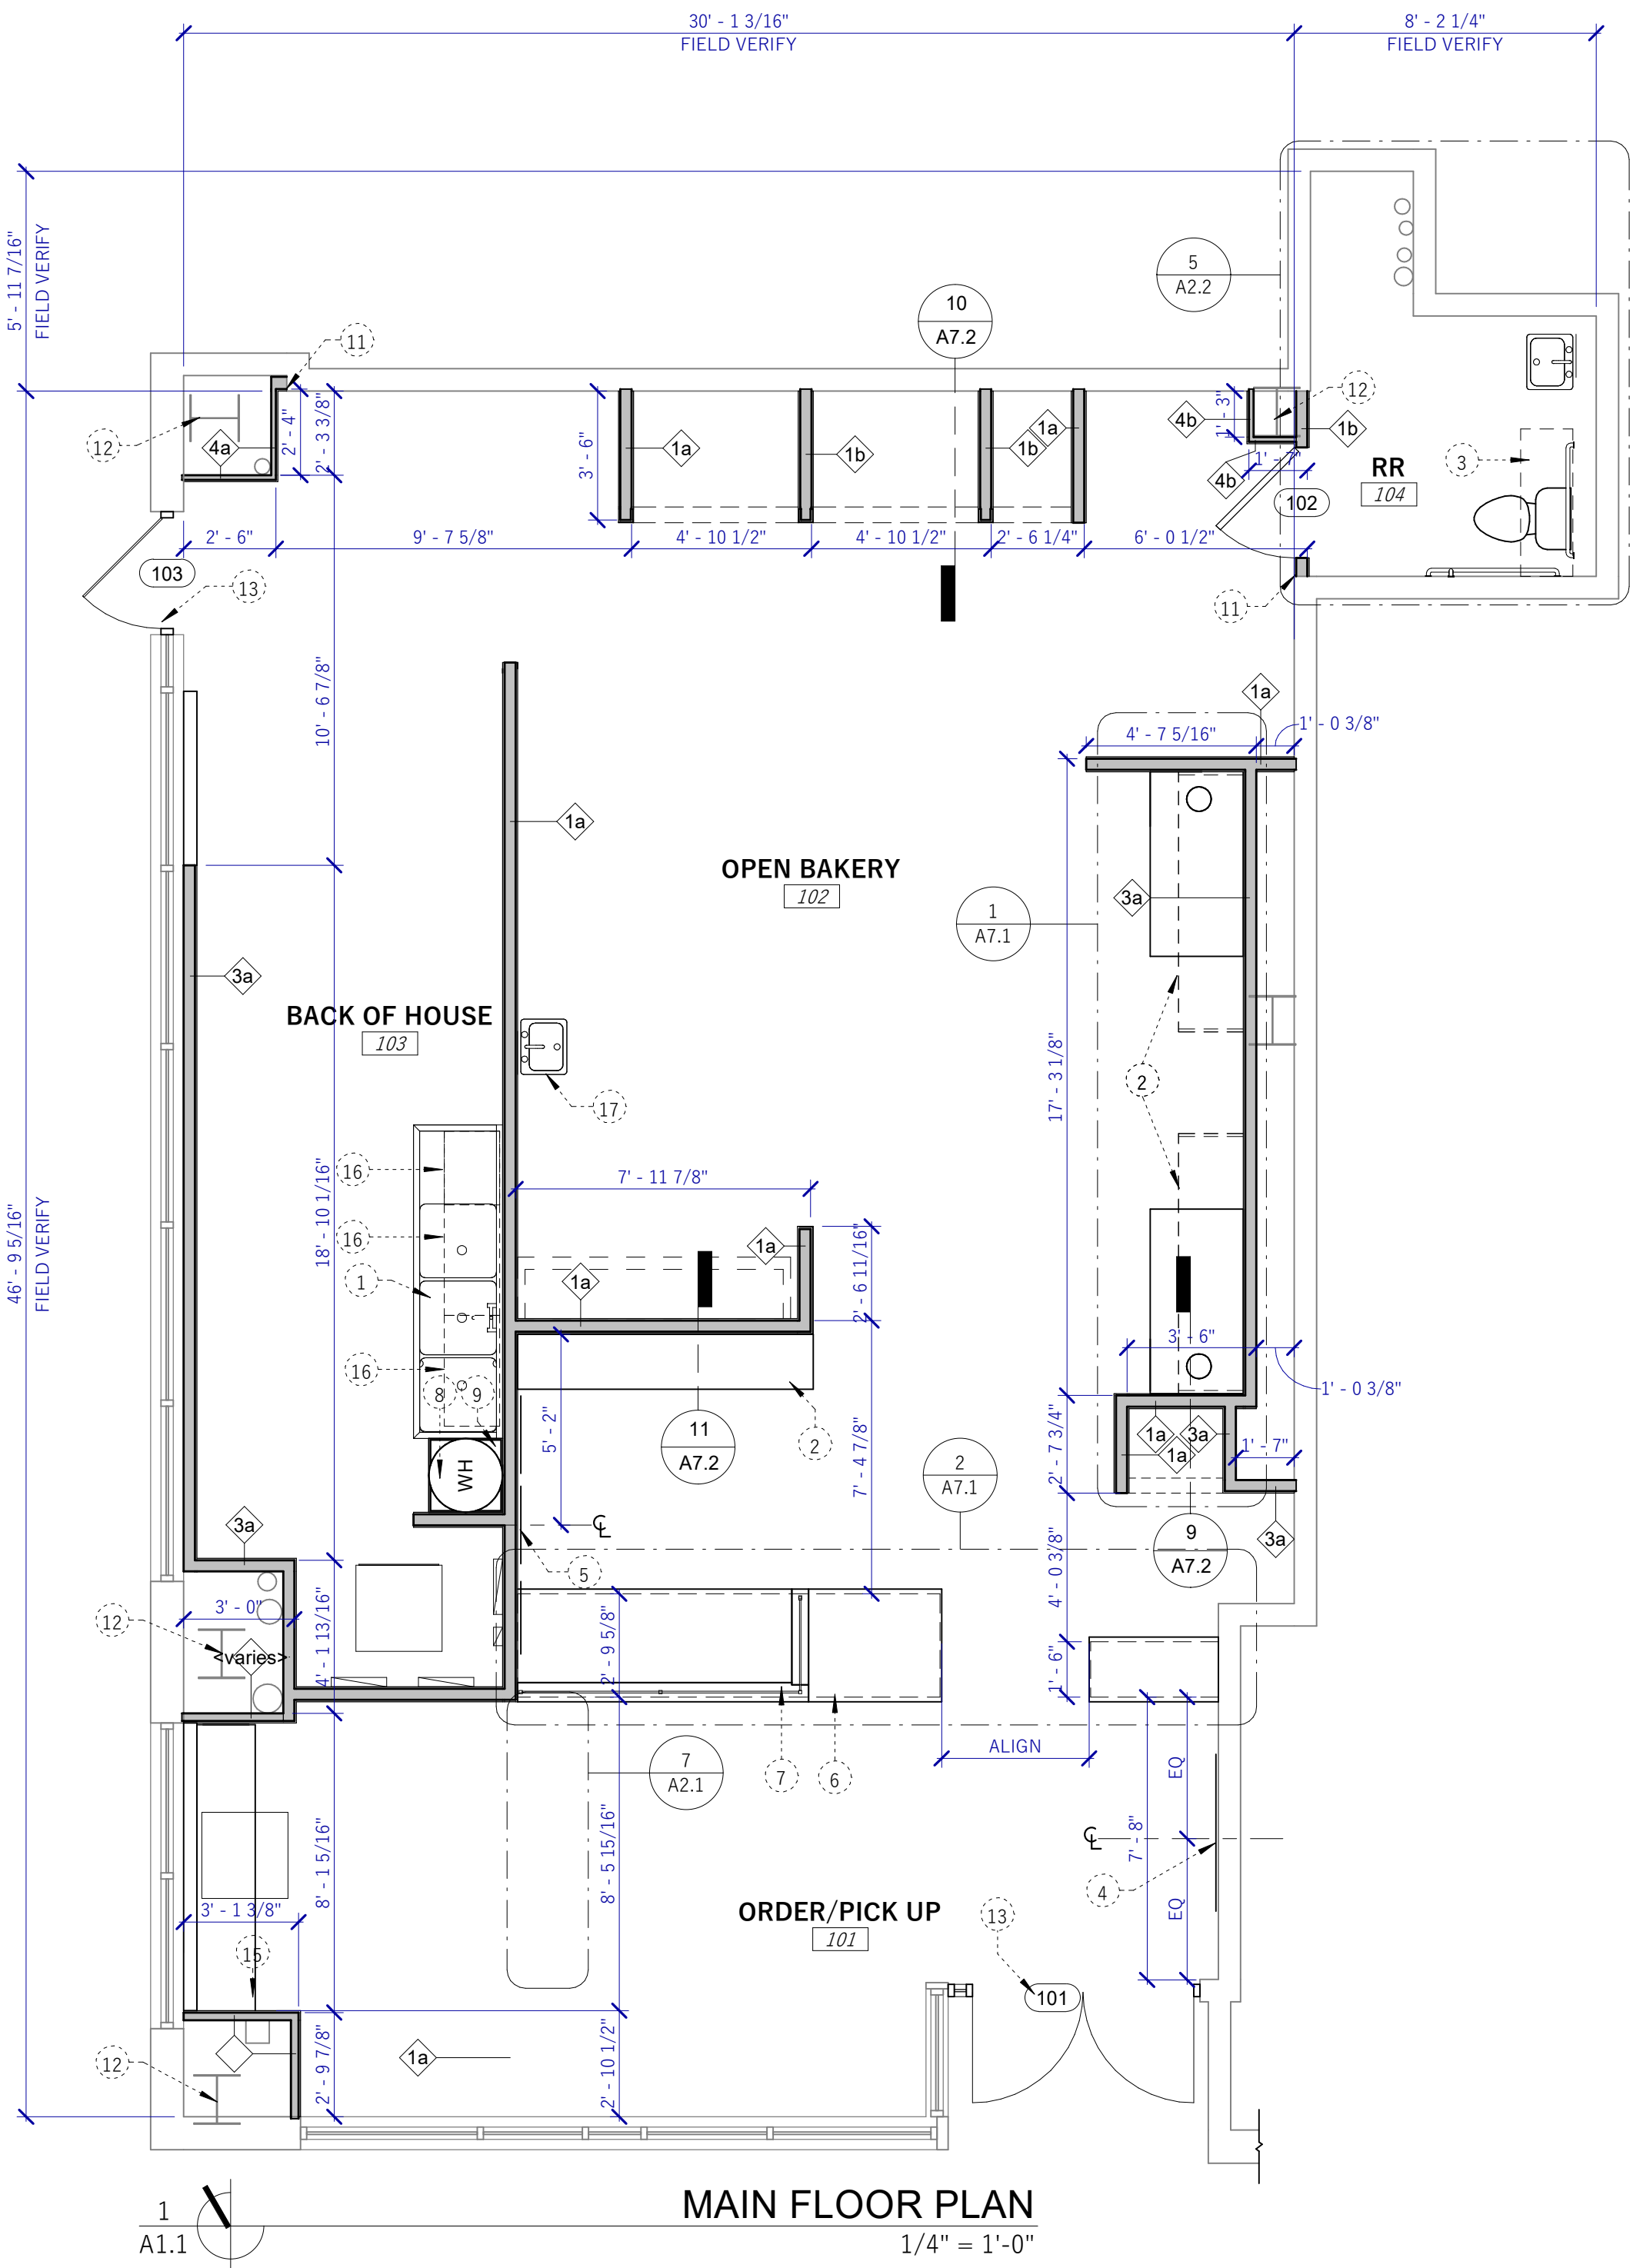 30' - 1 3/16"
FIELD VERIFY
8' - 2 1/4"
FIELD VERIFY
5' - 11 7/16"
FIELD VERIFY
5
A2.2
10
A7.2
11
12
4a
2' - 4"
2' - 3 3/8"
3' - 6"
1a
1b
1b
1a
4b
1' - 3"
12
1b
4b
1' - 7"
RR
104
3
102
2' - 6"
9' - 7 5/8"
4' - 10 1/2"
4' - 10 1/2"
2' - 6 1/4"
6' - 0 1/2"
103
13
11
10' - 6 7/8"
1a
1' - 0 3/8"
4' - 7 5/16"
1a
OPEN BAKERY
102
3a
1
A7.1
3a
BACK OF HOUSE
103
17
2
17' - 3 1/8"
46' - 9 5/16"
FIELD VERIFY
18' - 10 1/16"
16
16
1
16
8
9
WH
7' - 11 7/8"
1a
1a
2' - 6 11/16"
5' - 2"
11
A7.2
2
7' - 4 7/8"
3' - 6"
1' - 0 3/8"
1a
3a
1a
1' - 7"
2' - 7 3/4"
2
A7.1
9
A7.2
3a
3a
CL
5
4' - 0 3/8"
12
3' - 0"
<varies>
4' - 1 13/16"
2' - 9 5/8"
1' - 6"
7
A2.1
7
6
ALIGN
EQ
CL
7' - 8"
4
EQ
8' - 1 5/16"
8' - 5 15/16"
3' - 1 3/8"
15
ORDER/PICK UP
101
13
101
12
2' - 9 7/8"
1a
2' - 10 1/2"
1
A1.1
MAIN FLOOR PLAN
1/4" = 1'-0"
12